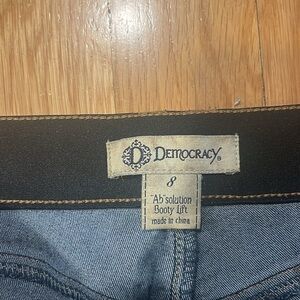 D DEMOCRACY®
8
"Ab"solution
Booty Lift
made in china